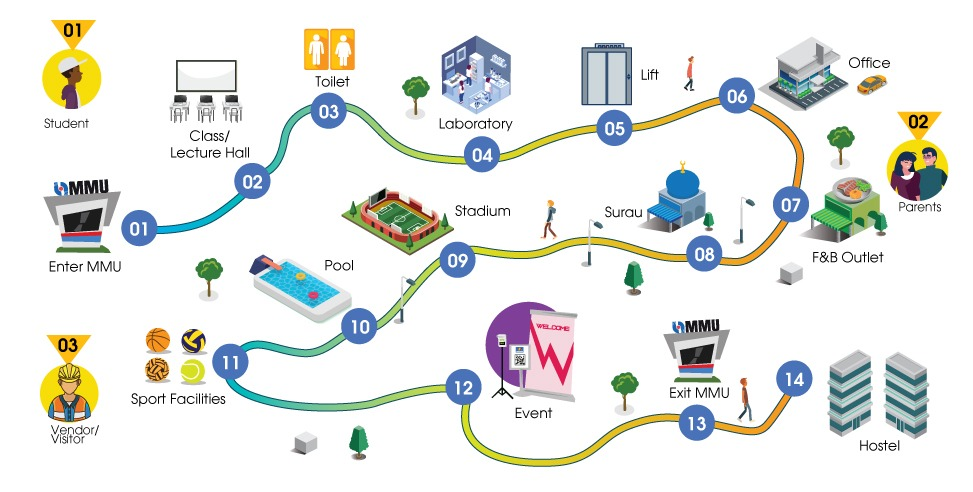 01
Student
Class/
Lecture Hall
Toilet
03
Laboratory
04
Lift
05
06
Office
02
Parents
MMU
01
Enter MMU
02
Stadium
09
Surau
08
07
F&B Outlet
Pool
10
03
Vendor/
Visitor
Sport Facilities
11
12
WELCOME
W
Event
MMU
Exit MMU
13
14
Hostel